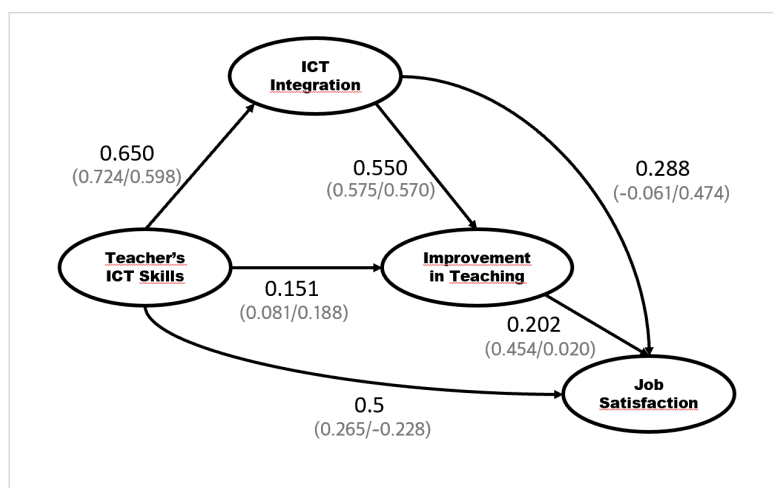 ICT
Integration
0.650
(0.724/0.598)
0.550
(0.575/0.570)
0.288
(-0.061/0.474)
Teacher's
ICT Skills
Improvement
in Teaching
0.151
(0.081/0.188)
0.202
(0.454/0.020)
Job
Satisfaction
0.5
(0.265/-0.228)